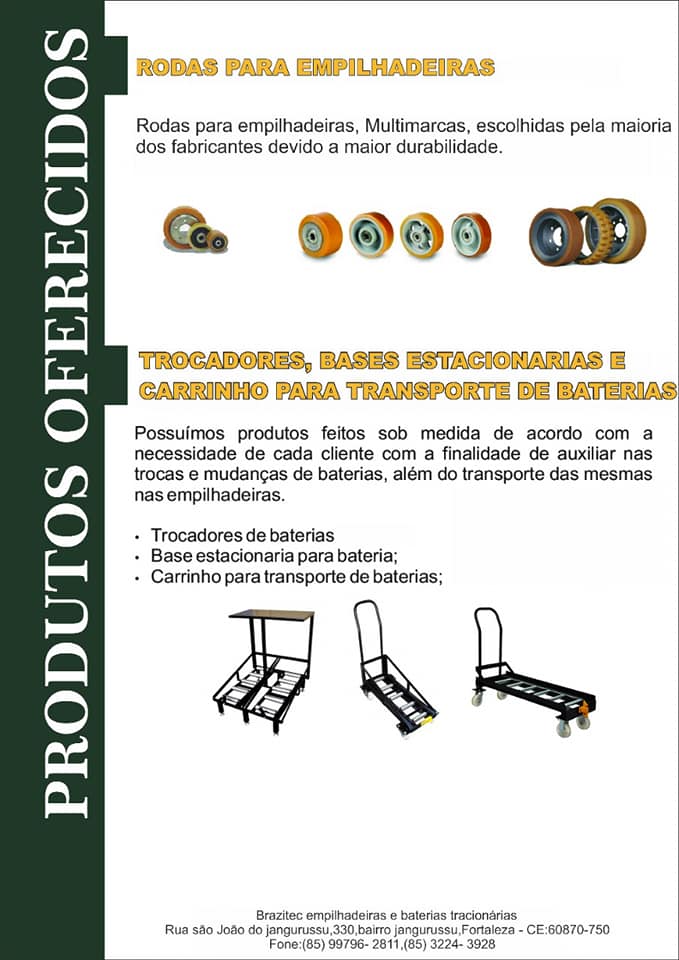 PRODUTOS OFERECIDOS
RODAS PARA EMPILHADEIRAS
Rodas para empilhadeiras, Multimarcas, escolhidas pela maioria
dos fabricantes devido a maior durabilidade.
TROCADORES, BASES ESTACIONARIAS E
CARRINHO PARA TRANSPORTE DE BATERIAS
Possuímos produtos feitos sob medida de acordo com a
necessidade de cada cliente com a finalidade de auxiliar nas
trocas e mudanças de baterias, além do transporte das mesmas
nas empilhadeiras.
• Trocadores de baterias
• Base estacionaria para bateria;
• Carrinho para transporte de baterias;
Brazitec empilhadeiras e baterias tracionárias
Rua são João do jangurussu,330,bairro jangurussu,Fortaleza - CE:60870-750
Fone:(85) 99796- 2811,(85) 3224- 3928